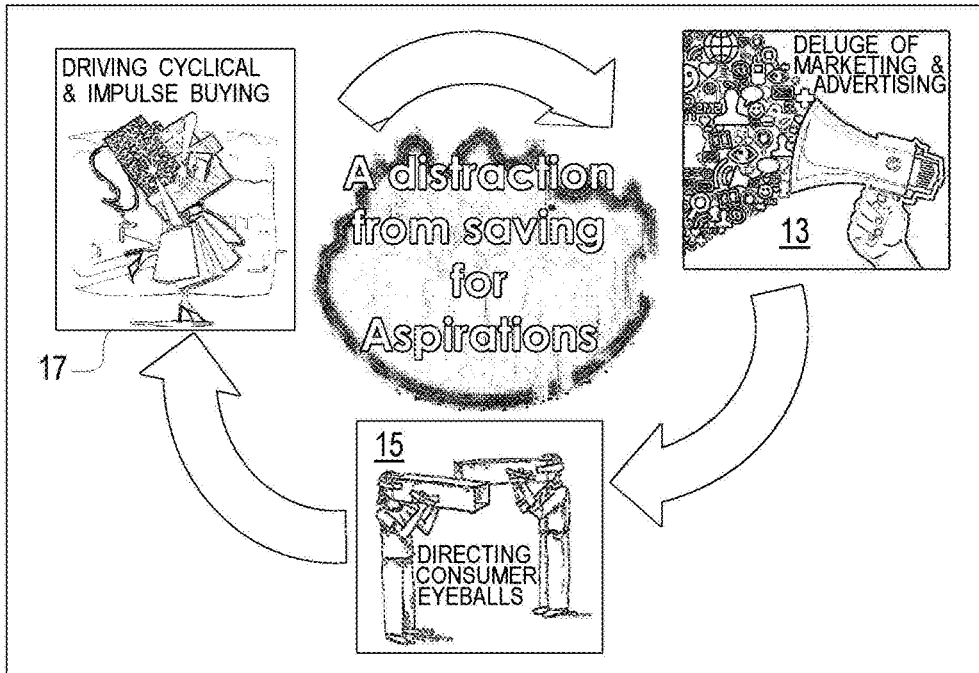 DRIVING CYCLICAL
& IMPULSE BUYING
17
DELUGE OF
MARKETING &
ADVERTISING
13
A distraction
from saving
for
Aspirations
15
DIRECTING
CONSUMER
EYEBALLS